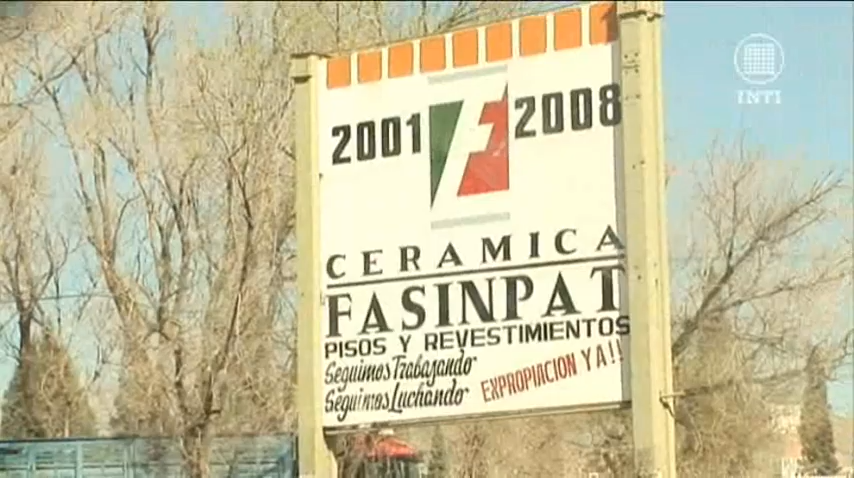 INTI
2001 F 2008
CERAMICA
FASINPAT
PISOS Y REVESTIMIENTOS
Seguimos Trabajando
Seguimos Luchando
EXPROPIACION YA!!